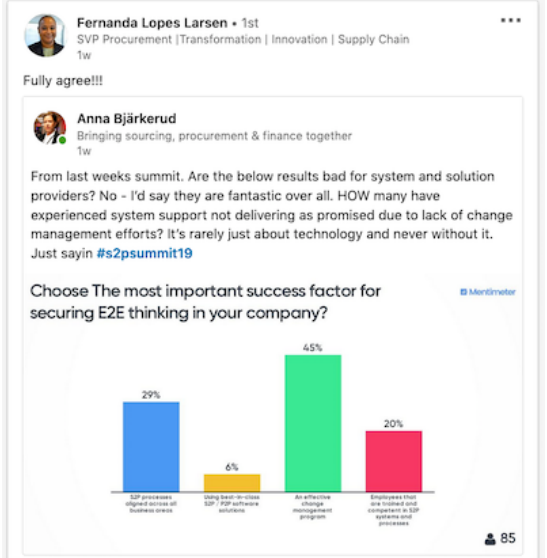 Fernanda Lopes Larsen • 1st
SVP Procurement |Transformation | Innovation | Supply Chain
1w
Fully agree!!!
Anna Bjärkerud
Bringing sourcing, procurement & finance together
1w
From last weeks summit. Are the below results bad for system and solution
providers? No - I'd say they are fantastic over all. HOW many have
experienced system support not delivering as promised due to lack of change
management efforts? It's rarely just about technology and never without it.
Just sayin #s2psummit19
Choose The most important success factor for
securing E2E thinking in your company?
Mentimeter
29%
6%
45%
20%
S2P processes
aligned across all
business areas
Using best-in-class
S2P / P2P software
solutions
An effective
change
management
program
Employees that
are trained and
competent in S2P
systems and
processes
85